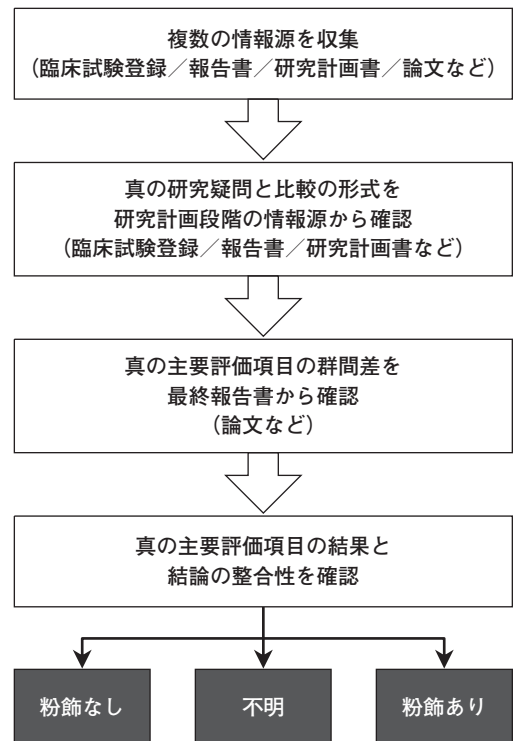 複数の情報源を収集
（臨床試験登録／報告書／研究計画書／論文など）
真の研究疑問と比較の形式を
研究計画段階の情報源から確認
（臨床試験登録／報告書／研究計画書など）
真の主要評価項目の群間差を
最終報告書から確認
（論文など）
真の主要評価項目の結果と
結論の整合性を確認
粉飾なし
不明
粉飾あり